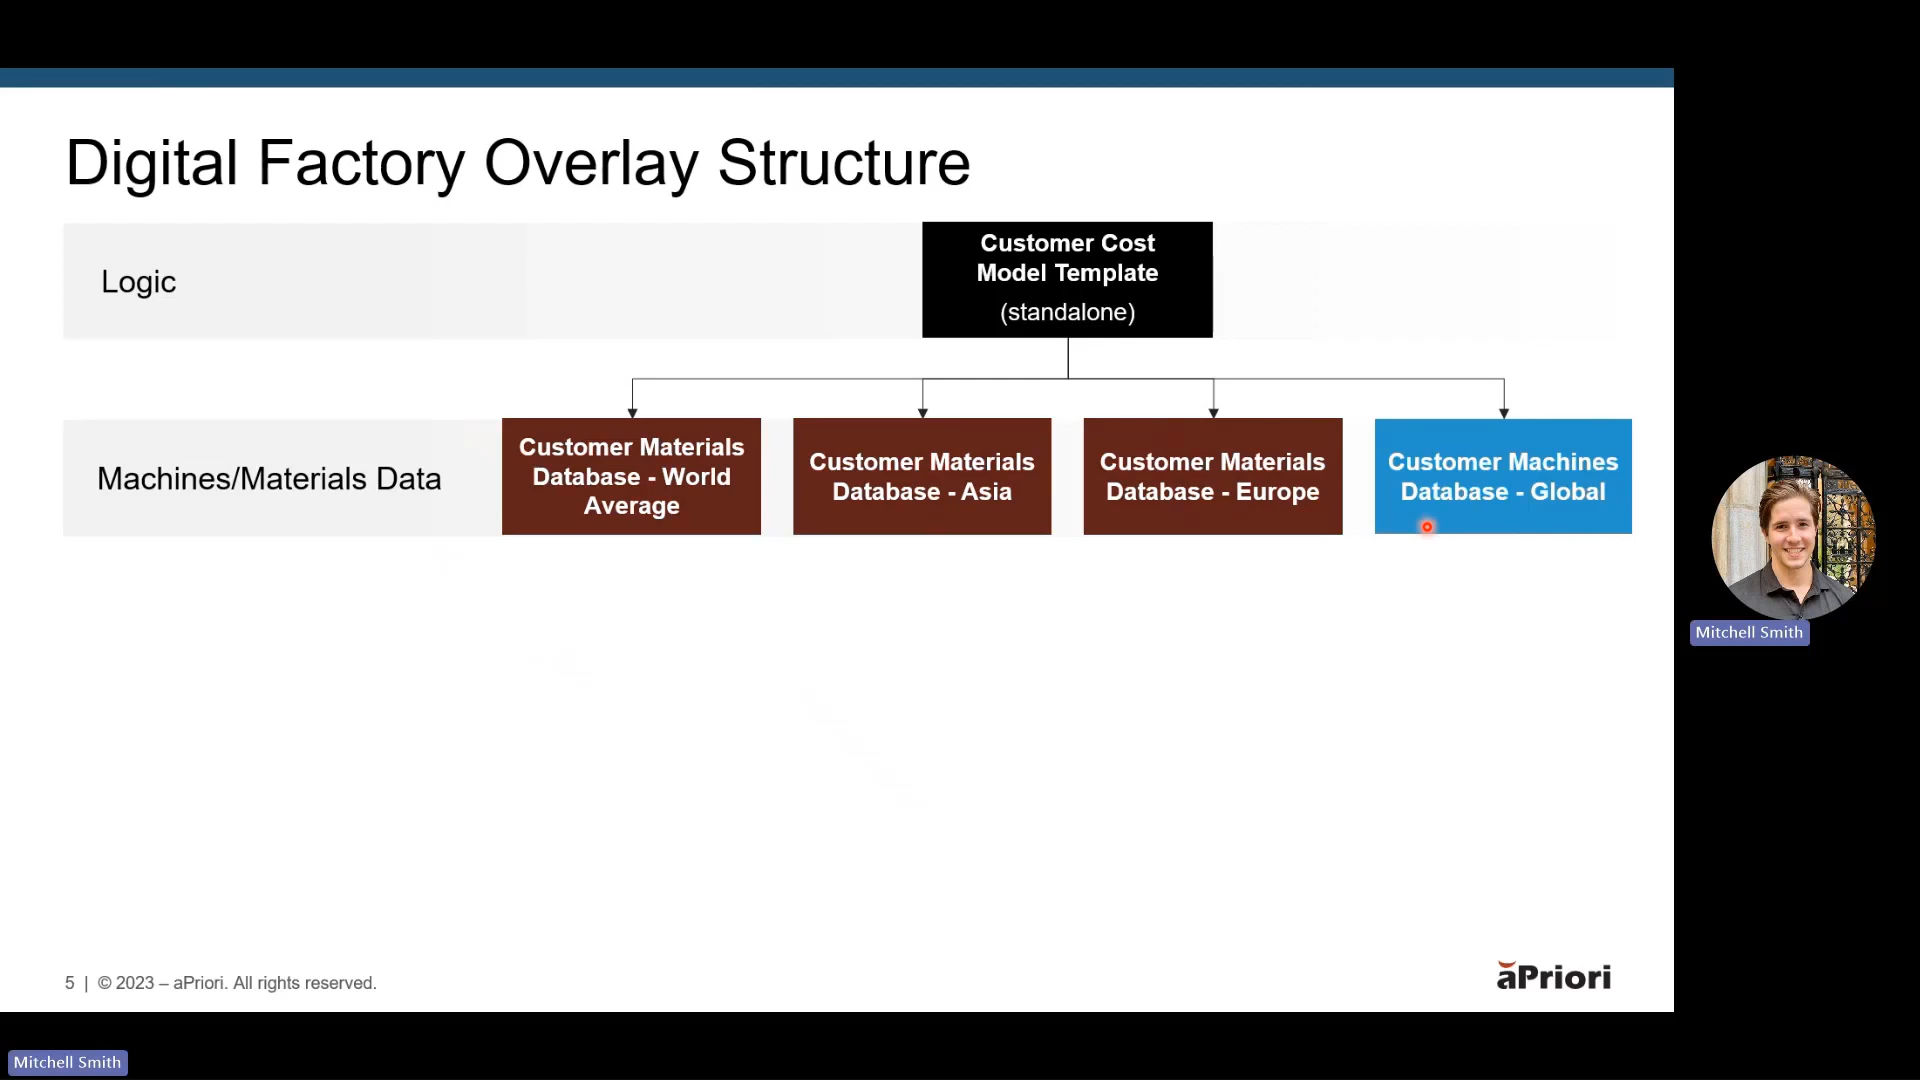 Digital Factory Overlay Structure
Logic
Customer Cost
Model Template
(standalone)
Machines/Materials Data
Customer Materials
Database - World
Average
Customer Materials
Database - Asia
Customer Materials
Database - Europe
Customer Machines
Database - Global
Mitchell Smith
5 | © 2023 – aPriori. All rights reserved.
aPriori
Mitchell Smith